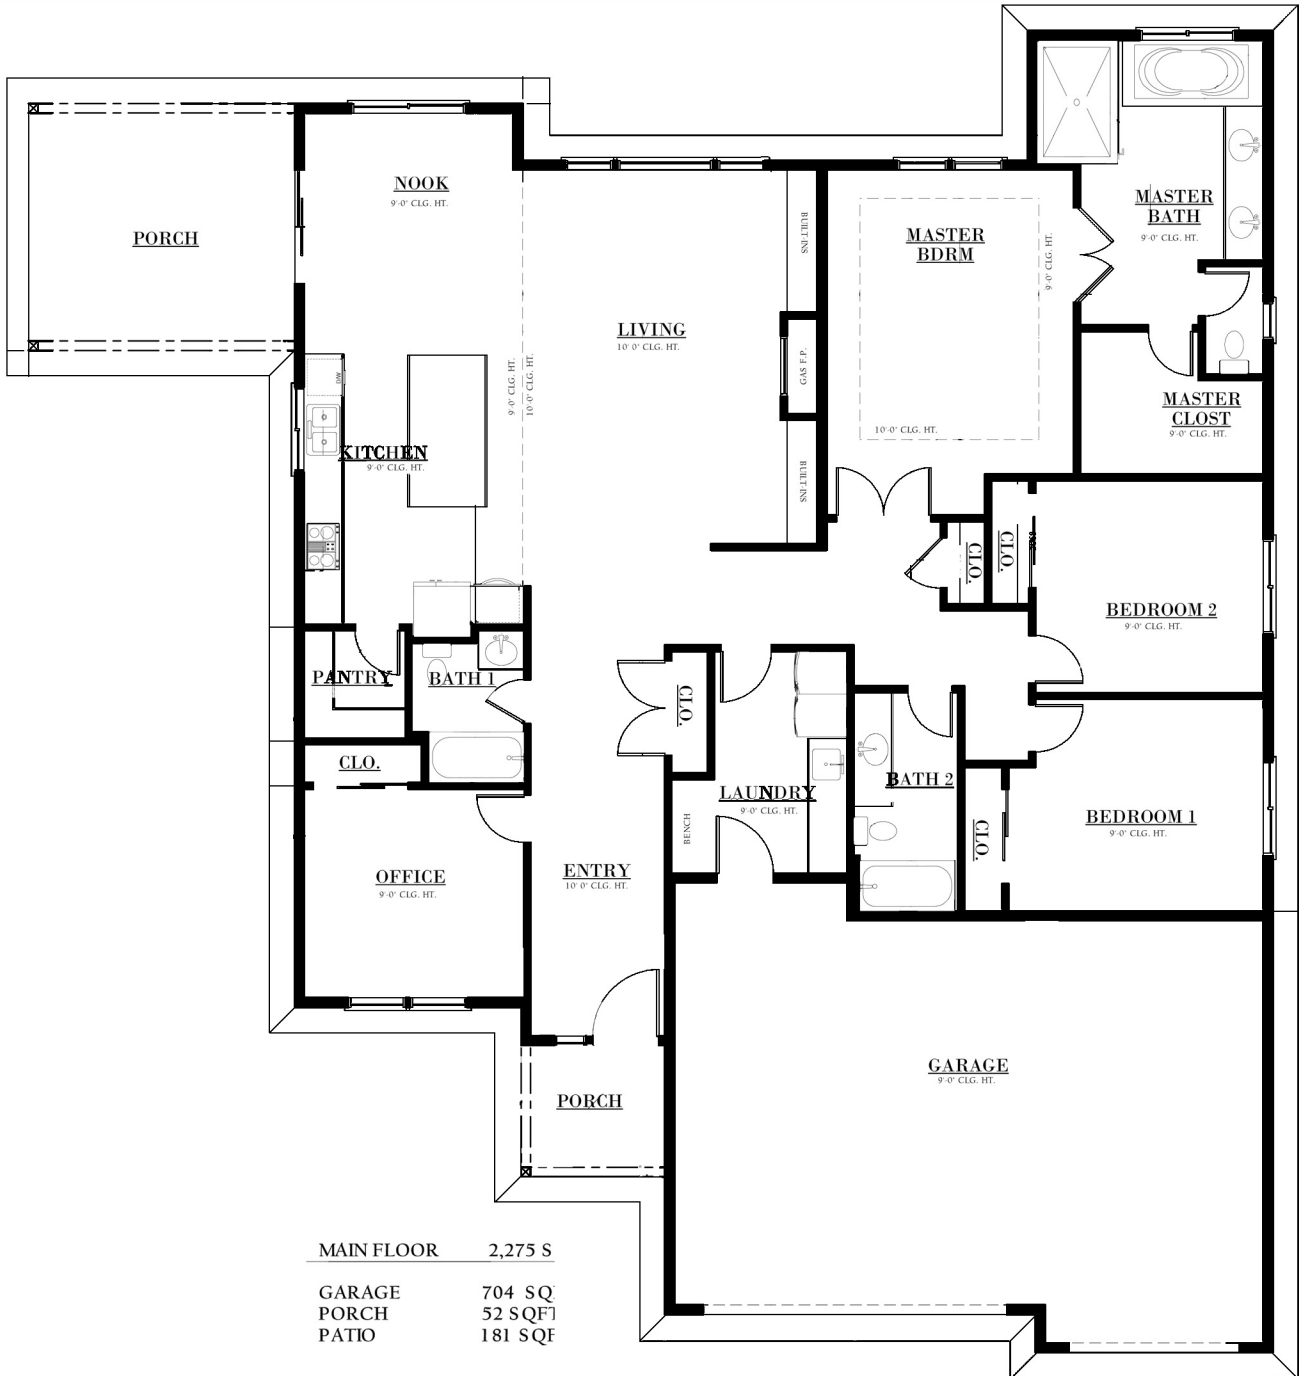 NOOK
9'-0" CLG. HT.
PORCH
BUILT-INS
MASTER
BDRM
9'-0" CLG. HT.
MASTER
BATH
9'-0" CLG. HT.
LIVING
10' 0" CLG. HT.
GAS F.P.
9'-0" CLG. HT.
10'-0" CLG. HT.
D/W
MASTER
CLOST
9'-0" CLG. HT.
10'-0" CLG. HT.
KITCHEN
9'-0" CLG. HT.
BUILT-INS
CLO.
CLO.
BEDROOM 2
9'-0" CLG. HT.
PANTRY
BATH 1
CLO.
CLO.
BATH 2
LAUNDRY
9'-0" CLG. HT.
BENCH
CLO.
BEDROOM 1
9'-0" CLG. HT.
OFFICE
9'-0" CLG. HT.
ENTRY
10' 0" CLG. HT.
GARAGE
9'-0" CLG. HT.
PORCH
MAIN FLOOR 2,275 S
GARAGE 704 SQ
PORCH 52 SQFT
PATIO 181 SQF